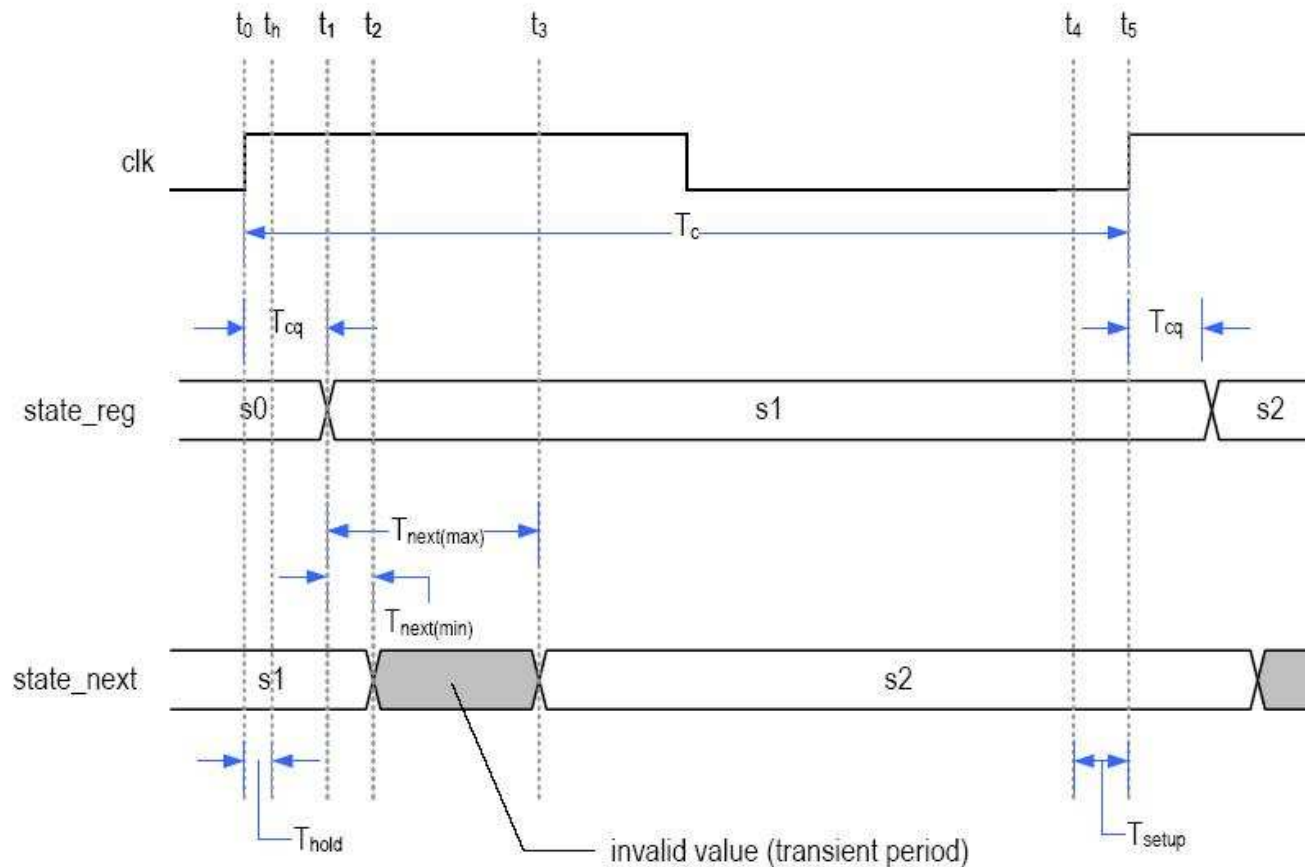 t0 th t1 t2 t3 t4 t5
clk
Tc
Tcq Tcq
state_reg s0 s1 s2
Tnext(max)
Tnext(min)
state_next s1 s2
Thold
Tsetup
invalid value (transient period)